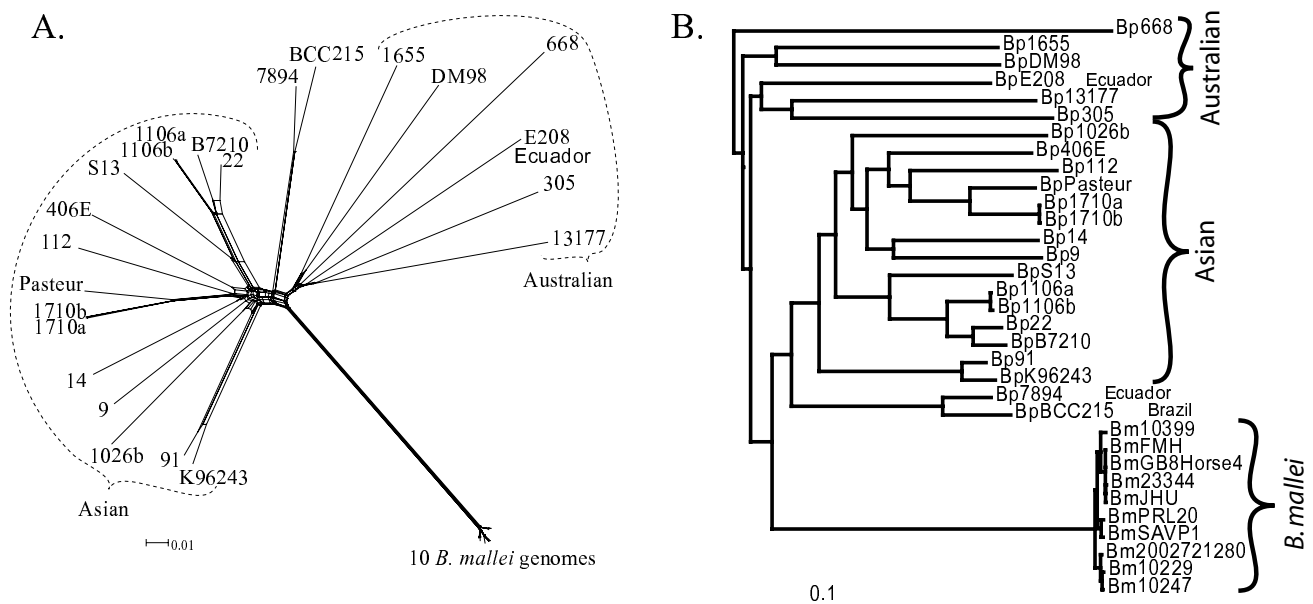 A.
BCC215
7894
1655
668
DM98
E208
Ecuador
305
13177
Australian
1106a
1106b
B7210
22
S13
406E
112
Pasteur
1710b
1710a
14
9
1026b
91
K96243
Asian
0.01
10 B. mallei genomes
B.
Bp668
Bp1655
BpDM98
BpE208 Ecuador
Bp13177
Bp305
Australian
Bp1026b
Bp406E
Bp112
BpPasteur
Bp1710a
Bp1710b
Bp14
Bp9
BpS13
Bp1106a
Bp1106b
Bp22
BpB7210
Bp91
BpK96243
Asian
Bp7894 Ecuador
BpBCC215 Brazil
Bm10399
BmFMH
BmGB8Horse4
Bm23344
BmJHU
BmPRL20
BmSAVP1
Bm2002721280
Bm10229
Bm10247
B.mallei
0.1